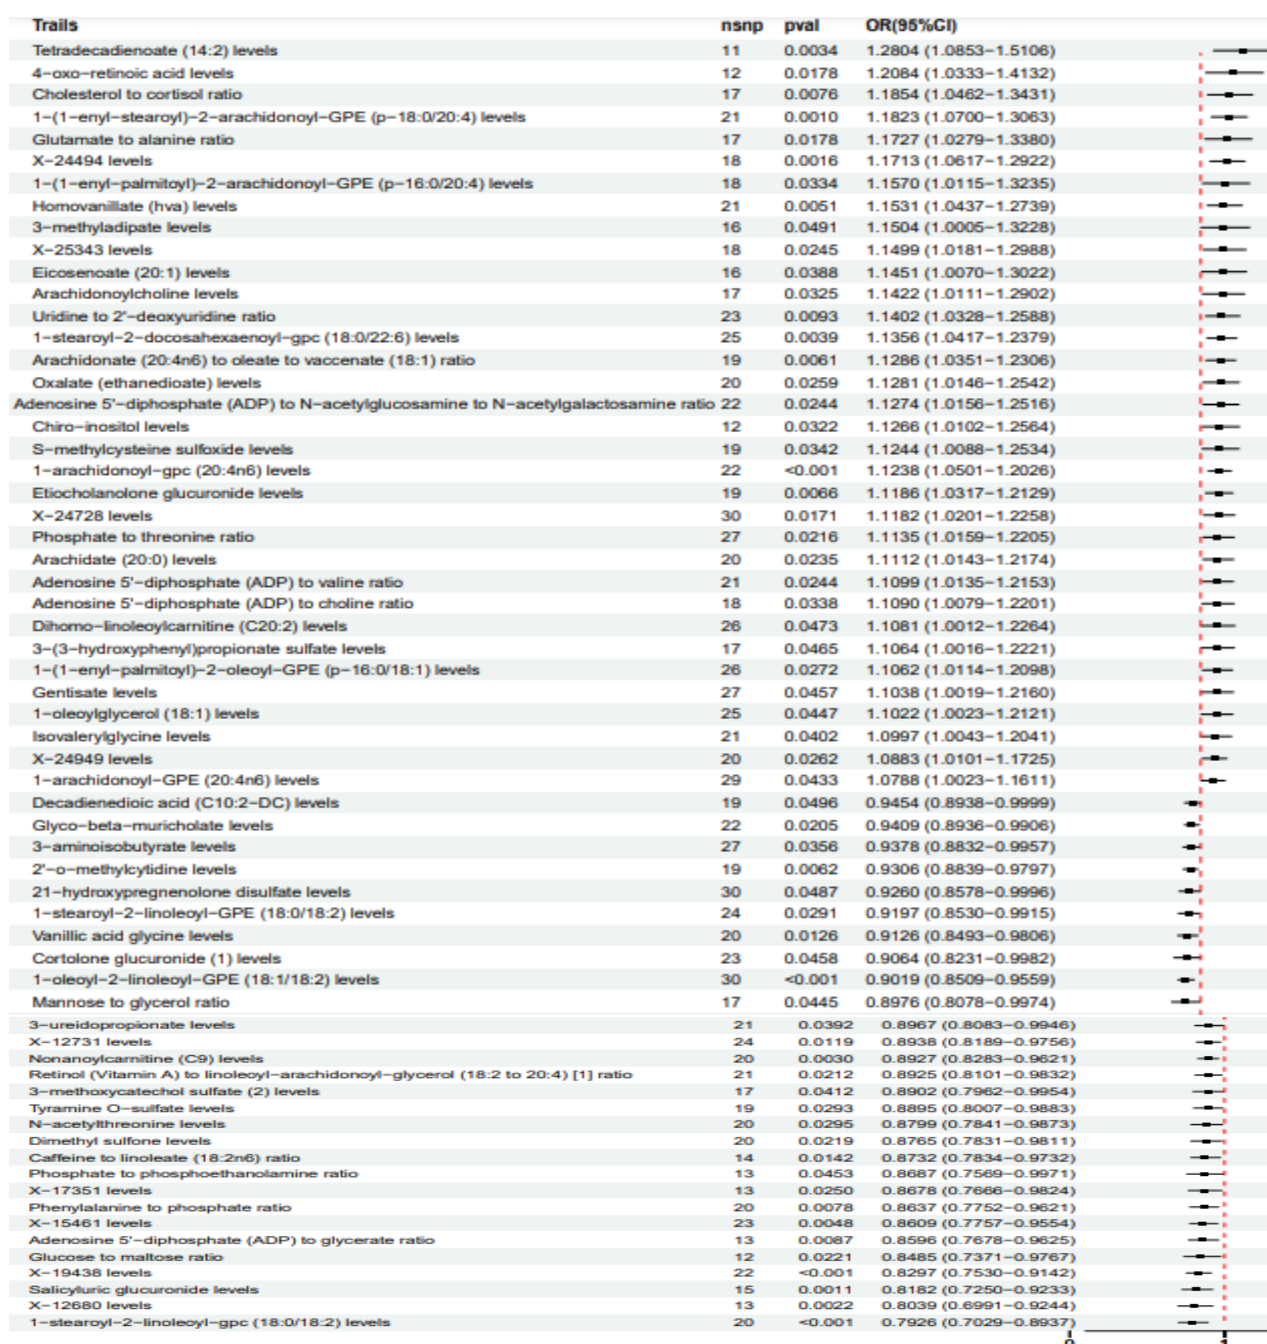 Trails nsnp pval OR(95%CI)
Tetradecadienoate (14:2) levels 11 0.0034 1.2804 (1.0853−1.5106)
4−oxo−retinoic acid levels 12 0.0178 1.2084 (1.0333−1.4132)
Cholesterol to cortisol ratio 17 0.0076 1.1854 (1.0462−1.3431)
1−(1−enyl−stearoyl)−2−arachidonoyl−GPE (p−18:0/20:4) levels 21 0.0010 1.1823 (1.0700−1.3063)
Glutamate to alanine ratio 17 0.0178 1.1727 (1.0279−1.3380)
X−24494 levels 18 0.0016 1.1713 (1.0617−1.2922)
1−(1−enyl−palmitoyl)−2−arachidonoyl−GPE (p−16:0/20:4) levels 18 0.0334 1.1570 (1.0115−1.3235)
Homovanillate (hva) levels 21 0.0051 1.1531 (1.0437−1.2739)
3−methyladipate levels 16 0.0491 1.1504 (1.0005−1.3228)
X−25343 levels 18 0.0245 1.1499 (1.0181−1.2988)
Eicosenoate (20:1) levels 16 0.0388 1.1451 (1.0070−1.3022)
Arachidonoylcholine levels 17 0.0325 1.1422 (1.0111−1.2902)
Uridine to 2'−deoxyuridine ratio 23 0.0093 1.1402 (1.0328−1.2588)
1−stearoyl−2−docosahexaenoyl−gpc (18:0/22:6) levels 25 0.0039 1.1356 (1.0417−1.2379)
Arachidonate (20:4n6) to oleate to vaccenate (18:1) ratio 19 0.0061 1.1286 (1.0351−1.2306)
Oxalate (ethanedioate) levels 20 0.0259 1.1281 (1.0146−1.2542)
Adenosine 5'−diphosphate (ADP) to N−acetylglucosamine to N−acetylgalactosamine ratio 22 0.0244 1.1274 (1.0156−1.2516)
Chiro−inositol levels 12 0.0322 1.1266 (1.0102−1.2564)
S−methylcysteine sulfoxide levels 19 0.0342 1.1244 (1.0088−1.2534)
1−arachidonoyl−gpc (20:4n6) levels 22 <0.001 1.1238 (1.0501−1.2026)
Etiocholanolone glucuronide levels 19 0.0066 1.1186 (1.0317−1.2129)
X−24728 levels 30 0.0171 1.1182 (1.0201−1.2258)
Phosphate to threonine ratio 27 0.0216 1.1135 (1.0159−1.2205)
Arachidate (20:0) levels 20 0.0235 1.1112 (1.0143−1.2174)
Adenosine 5'−diphosphate (ADP) to valine ratio 21 0.0244 1.1099 (1.0135−1.2153)
Adenosine 5'−diphosphate (ADP) to choline ratio 18 0.0338 1.1090 (1.0079−1.2201)
Dihomo−linoleoylcarnitine (C20:2) levels 26 0.0473 1.1081 (1.0012−1.2264)
3−(3−hydroxyphenyl)propionate sulfate levels 17 0.0465 1.1064 (1.0016−1.2221)
1−(1−enyl−palmitoyl)−2−oleoyl−GPE (p−16:0/18:1) levels 26 0.0272 1.1062 (1.0114−1.2098)
Gentisate levels 27 0.0457 1.1038 (1.0019−1.2160)
1−oleoylglycerol (18:1) levels 25 0.0447 1.1022 (1.0023−1.2121)
Isovalerylglycine levels 21 0.0402 1.0997 (1.0043−1.2041)
X−24949 levels 20 0.0262 1.0883 (1.0101−1.1725)
1−arachidonoyl−GPE (20:4n6) levels 29 0.0433 1.0788 (1.0023−1.1611)
Decadienedioic acid (C10:2−DC) levels 19 0.0496 0.9454 (0.8938−0.9999)
Glyco−beta−muricholate levels 22 0.0205 0.9409 (0.8936−0.9906)
3−aminoisobutyrate levels 27 0.0356 0.9378 (0.8832−0.9957)
2'−o−methylcytidine levels 19 0.0062 0.9306 (0.8839−0.9797)
21−hydroxypregnenolone disulfate levels 30 0.0487 0.9260 (0.8578−0.9996)
1−stearoyl−2−linoleoyl−GPE (18:0/18:2) levels 24 0.0291 0.9197 (0.8530−0.9915)
Vanillic acid glycine levels 20 0.0126 0.9126 (0.8493−0.9806)
Cortolone glucuronide (1) levels 23 0.0458 0.9064 (0.8231−0.9982)
1−oleoyl−2−linoleoyl−GPE (18:1/18:2) levels 30 <0.001 0.9019 (0.8509−0.9559)
Mannose to glycerol ratio 17 0.0445 0.8976 (0.8078−0.9974)
3−ureidopropionate levels 21 0.0392 0.8967 (0.8083−0.9946)
X−12731 levels 24 0.0119 0.8938 (0.8189−0.9756)
Nonanoylcarnitine (C9) levels 20 0.0030 0.8927 (0.8283−0.9621)
Retinol (Vitamin A) to linoleoyl−arachidonoyl−glycerol (18:2 to 20:4) [1] ratio 21 0.0212 0.8925 (0.8101−0.9832)
3−methoxycatechol sulfate (2) levels 17 0.0412 0.8902 (0.7962−0.9954)
Tyramine O−sulfate levels 19 0.0293 0.8895 (0.8007−0.9883)
N−acetylthreonine levels 20 0.0295 0.8799 (0.7841−0.9873)
Dimethyl sulfone levels 20 0.0219 0.8765 (0.7831−0.9811)
Caffeine to linoleate (18:2n6) ratio 14 0.0142 0.8732 (0.7834−0.9732)
Phosphate to phosphoethanolamine ratio 13 0.0453 0.8687 (0.7569−0.9971)
X−17351 levels 13 0.0250 0.8678 (0.7666−0.9824)
Phenylalanine to phosphate ratio 20 0.0078 0.8637 (0.7752−0.9621)
X−15461 levels 23 0.0048 0.8609 (0.7757−0.9554)
Adenosine 5'−diphosphate (ADP) to glycerate ratio 13 0.0087 0.8596 (0.7678−0.9625)
Glucose to maltose ratio 12 0.0221 0.8485 (0.7371−0.9767)
X−19438 levels 22 <0.001 0.8297 (0.7530−0.9142)
Salicyluric glucuronide levels 15 0.0011 0.8182 (0.7250−0.9233)
X−12680 levels 13 0.0022 0.8039 (0.6991−0.9244)
1−stearoyl−2−linoleoyl−gpc (18:0/18:2) levels 20 <0.001 0.7926 (0.7029−0.8937)
0 1